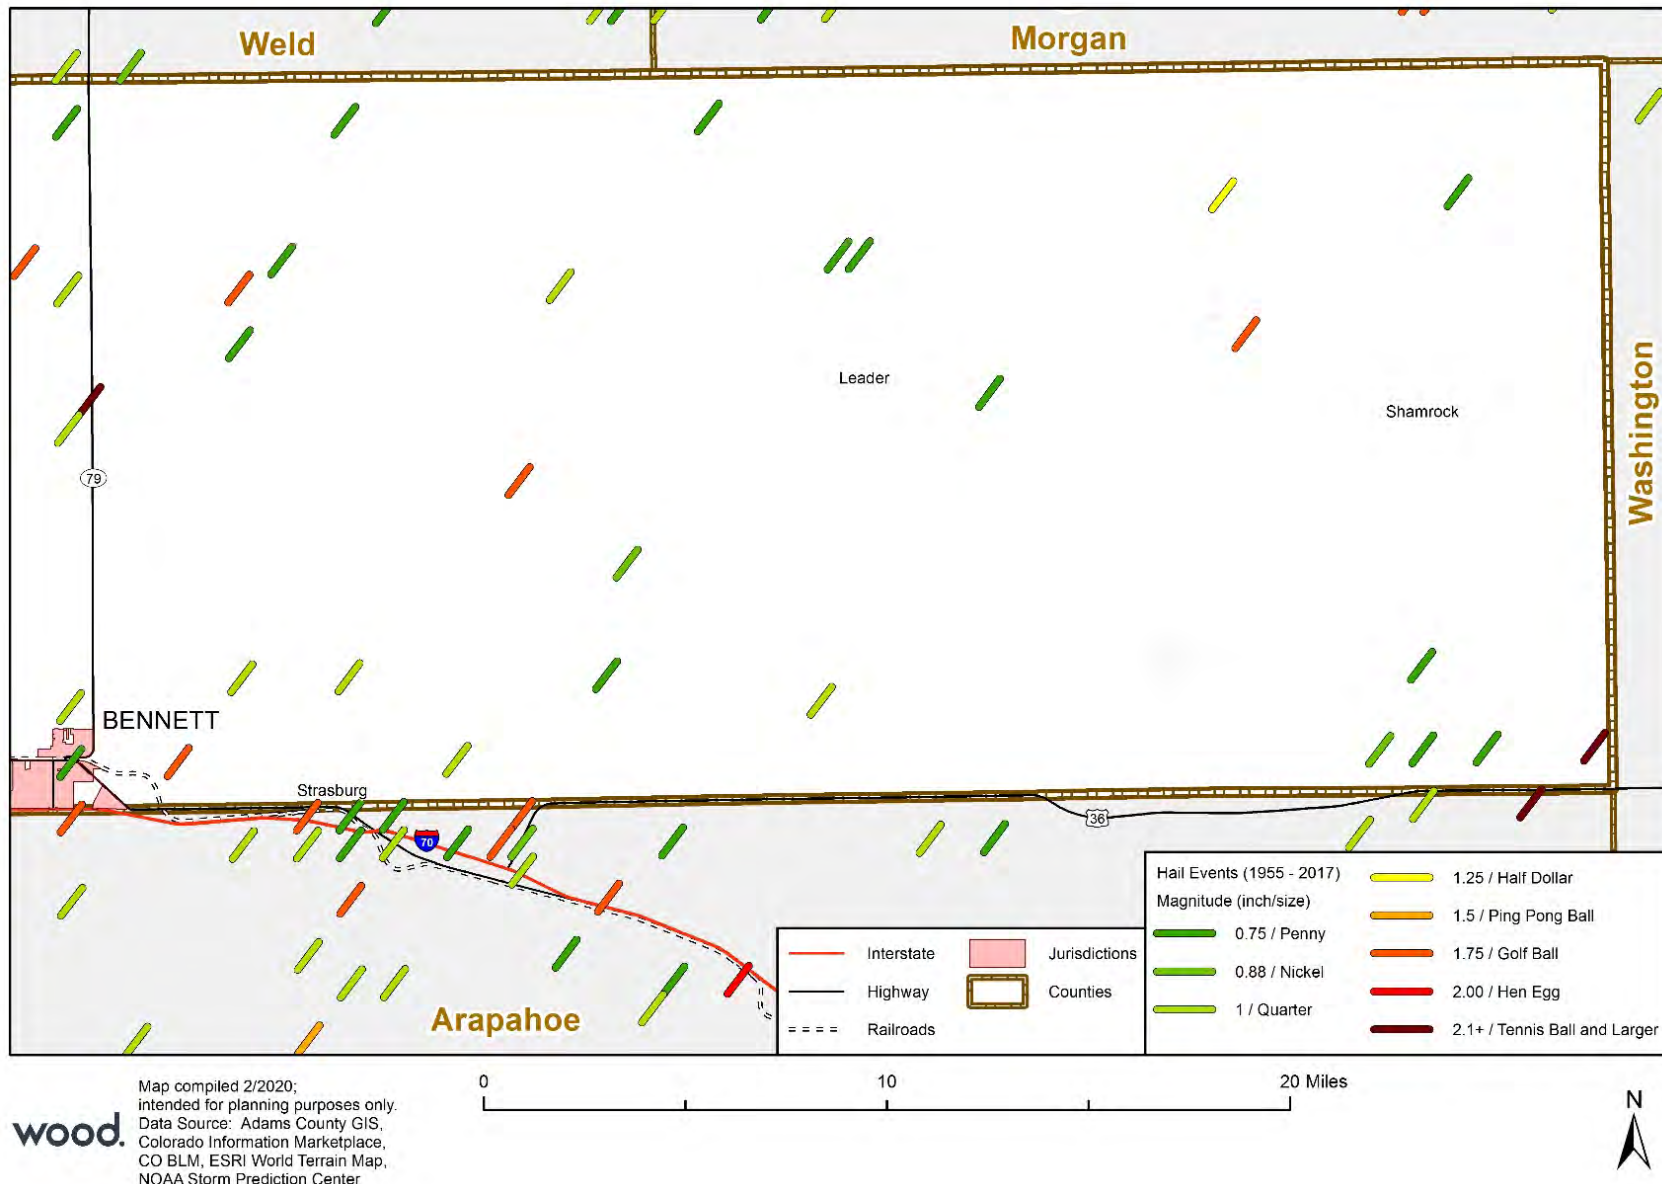 Weld
Morgan
Washington
Leader
Shamrock
79
BENNETT
Strasburg
70
36
Arapahoe
Interstate
Highway
Railroads
Jurisdictions
Counties
Hail Events (1955 - 2017)
Magnitude (inch/size)
0.75 / Penny
0.88 / Nickel
1 / Quarter
1.25 / Half Dollar
1.5 / Ping Pong Ball
1.75 / Golf Ball
2.00 / Hen Egg
2.1+ / Tennis Ball and Larger
0 10 20 Miles
N
wood.
Map compiled 2/2020;
intended for planning purposes only.
Data Source: Adams County GIS,
Colorado Information Marketplace,
CO BLM, ESRI World Terrain Map,
NOAA Storm Prediction Center